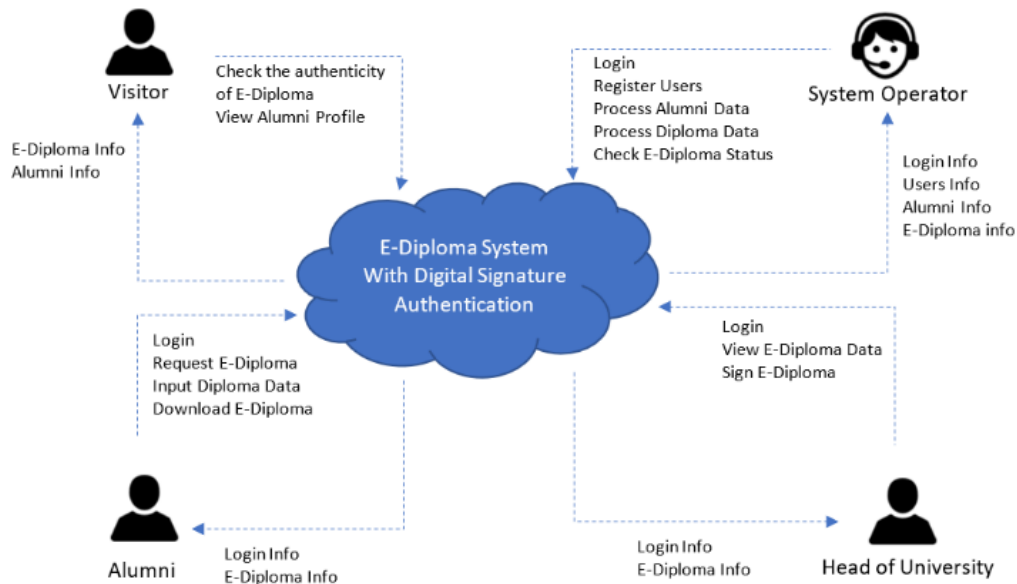 Visitor
Check the authenticity
of E-Diploma
View Alumni Profile
Login
Register Users
Process Alumni Data
Process Diploma Data
Check E-Diploma Status
System Operator
E-Diploma Info
Alumni Info
Login Info
Users Info
Alumni Info
E-Diploma info
E-Diploma System
With Digital Signature
Authentication
Login
Request E-Diploma
Input Diploma Data
Download E-Diploma
Login
View E-Diploma Data
Sign E-Diploma
Alumni
Login Info
E-Diploma Info
Login Info
E-Diploma Info
Head of University